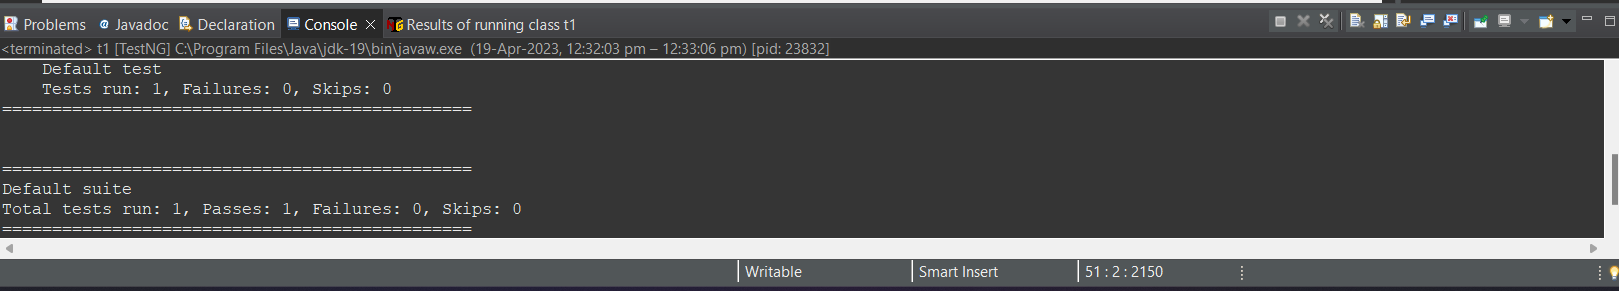 Problems @ Javadoc Declaration Console × Results of running class t1
<terminated> t1 [TestNG] C:\Program Files\Java\jdk-19\bin\javaw.exe (19-Apr-2023, 12:32:03 pm – 12:33:06 pm) [pid: 23832]
Default test
Tests run: 1, Failures: 0, Skips: 0
===============================================
===============================================
Default suite
Total tests run: 1, Passes: 1, Failures: 0, Skips: 0
===============================================
Writable Smart Insert 51 : 2 : 2150